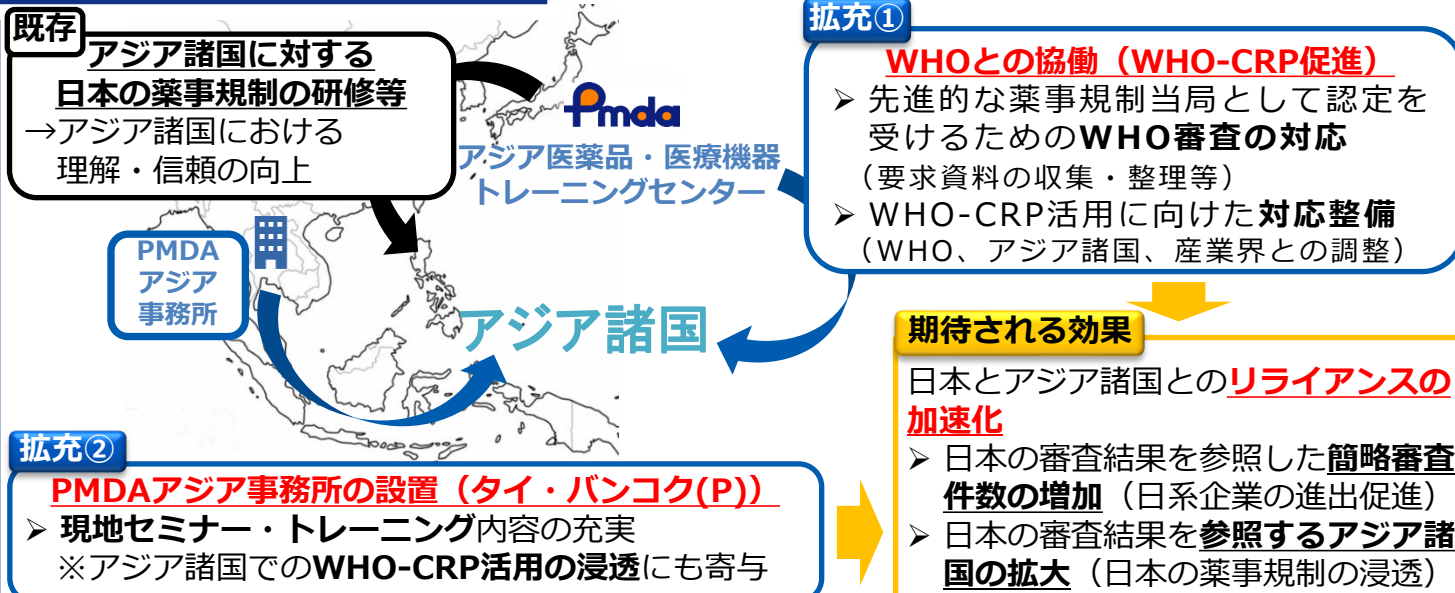 既存
アジア諸国に対する
日本の薬事規制の研修等
→アジア諸国における
理解・信頼の向上
Pmda
アジア医薬品・医療機器
トレーニングセンター
PMDA
アジア
事務所
アジア諸国
拡充①
WHOとの協働（WHO-CRP促進）
➢ 先進的な薬事規制当局として認定を
受けるためのWHO審査の対応
（要求資料の収集・整理等）
➢ WHO-CRP活用に向けた対応整備
（WHO、アジア諸国、産業界との調整）
拡充②
PMDAアジア事務所の設置（タイ・バンコク(P)）
➢ 現地セミナー・トレーニング内容の充実
※アジア諸国でのWHO-CRP活用の浸透にも寄与
期待される効果
日本とアジア諸国とのリライアンスの
加速化
➢ 日本の審査結果を参照した簡略審査
件数の増加（日系企業の進出促進）
➢ 日本の審査結果を参照するアジア諸
国の拡大（日本の薬事規制の浸透）